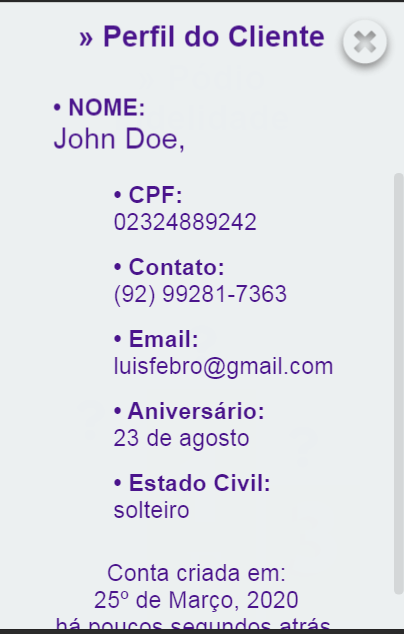 » Perfil do Cliente
• NOME:
John Doe,
• CPF:
02324889242
• Contato:
(92) 99281-7363
• Email:
luisfebro@gmail.com
• Aniversário:
23 de agosto
• Estado Civil:
solteiro
Conta criada em:
25º de Março, 2020
há poucos segundos atrás.